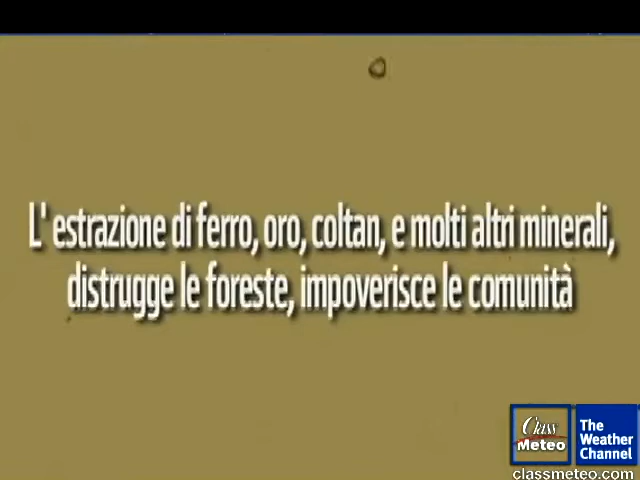 L' estrazione di ferro, oro, coltan, e molti altri minerali,
distrugge le foreste, impoverisce le comunità
Class
Meteo
The
Weather
Channel
classmeteo.com